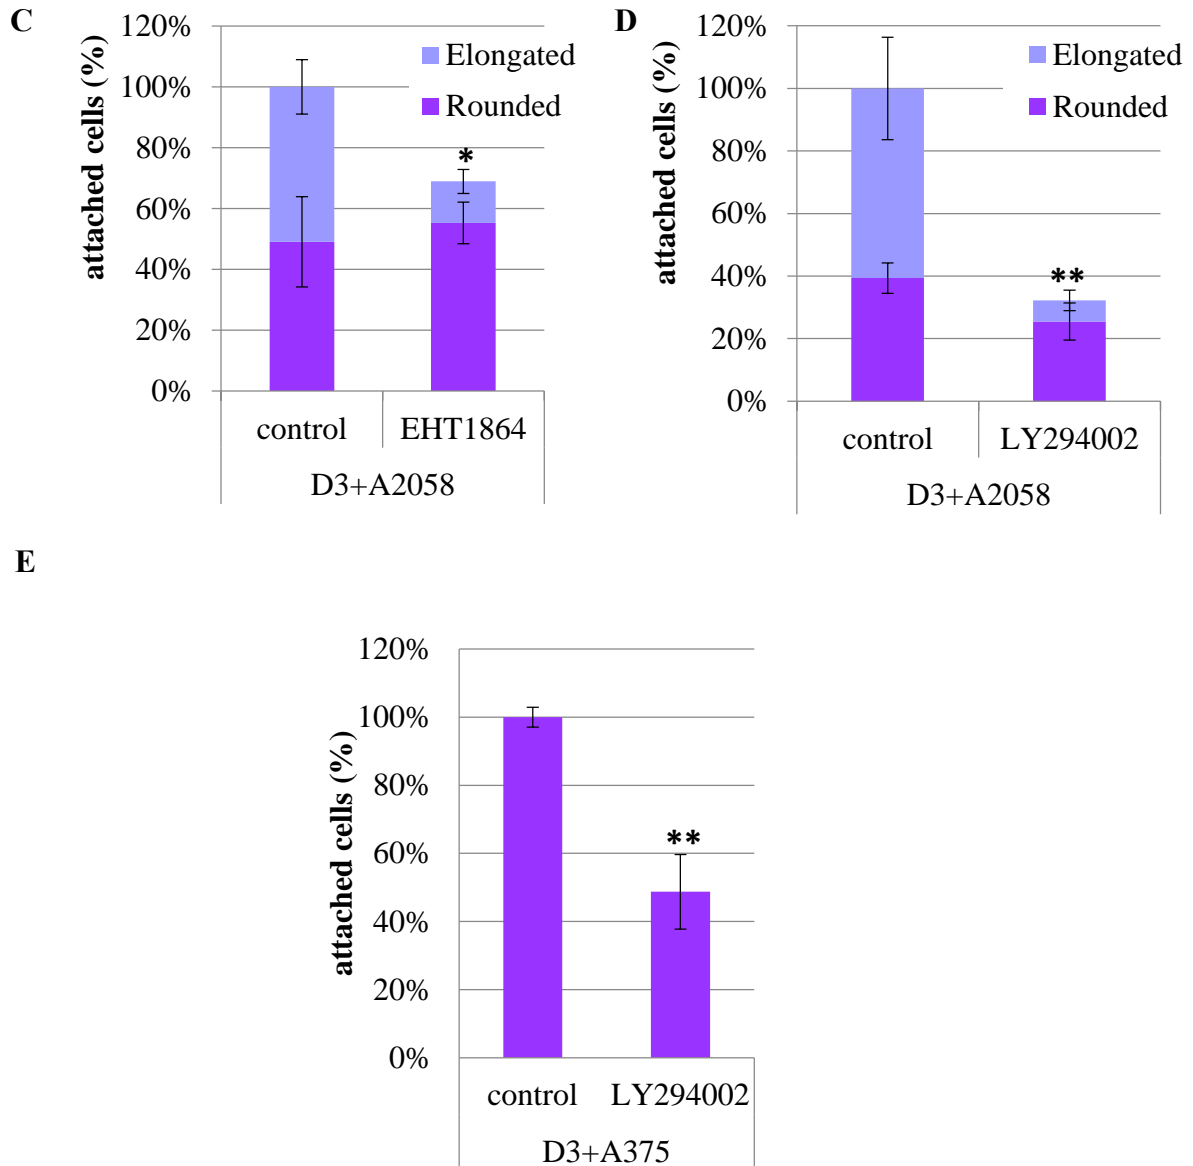 C
attached cells (%)
120%
100%
80%
60%
40%
20%
0%
Elongated
Rounded
*
control
EHT1864
D3+A2058
D
attached cells (%)
120%
100%
80%
60%
40%
20%
0%
Elongated
Rounded
**
control
LY294002
D3+A2058
E
attached cells (%)
120%
100%
80%
60%
40%
20%
0%
**
control
LY294002
D3+A375